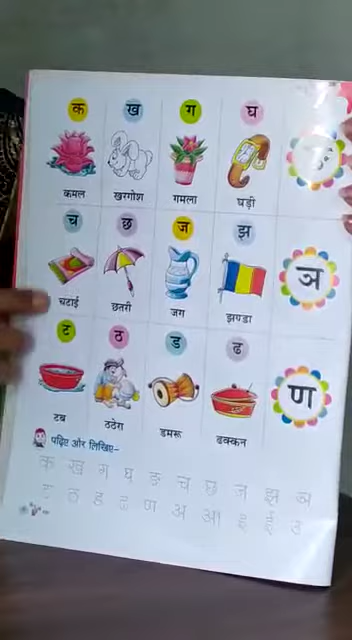 क ख ग घ
कमल खरगोश गमला घड़ी
च छ ज झ ञ
चटाई छतरी जग झण्डा
ट ठ ड ढ ण
टब ठठेरा डमरू ढक्कन
पढ़िए और लिखिए–
क ख ग घ ङ च छ ज झ ञ
ट ठ ड ढ ण अ आ इ ई उ